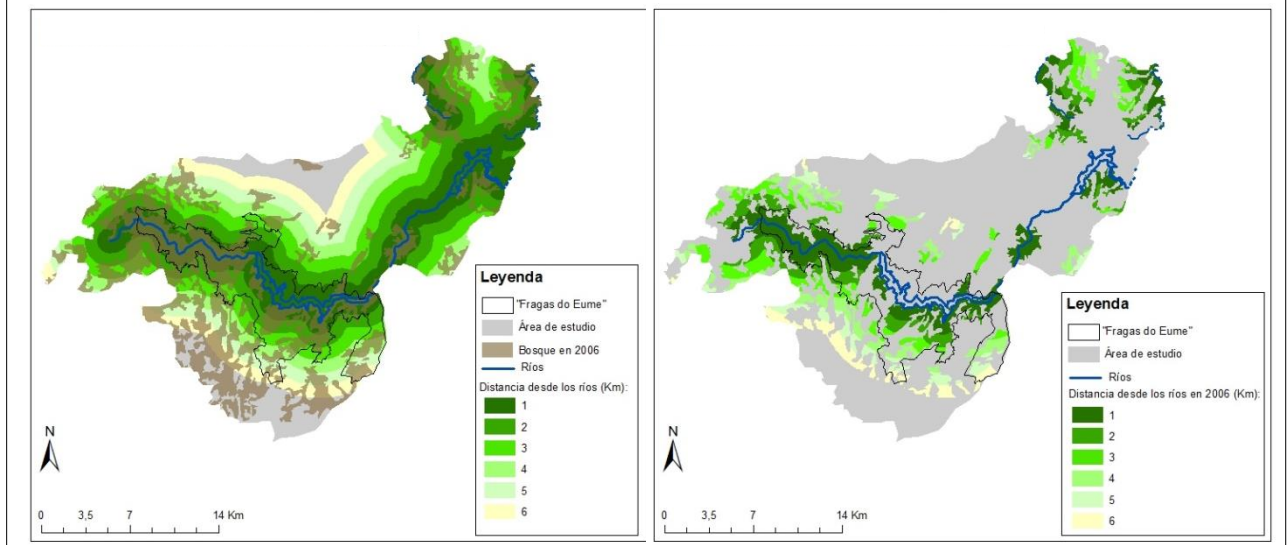 Leyenda
"Fragas do Eume"
Área de estudio
Bosque en 2006
Ríos
Distancia desde los ríos (Km):
1
2
3
4
5
6
N
0 3,5 7 14 Km
Leyenda
"Fragas do Eume"
Área de estudio
Ríos
Distancia desde los ríos en 2006 (Km):
1
2
3
4
5
6
N
0 3,5 7 14 Km